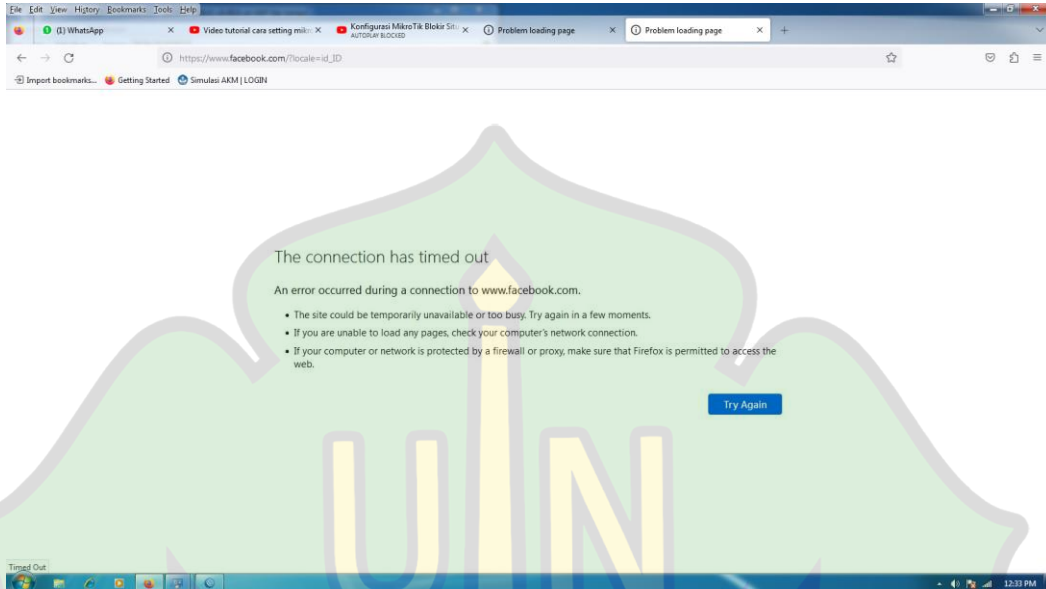 File Edit View History Bookmarks Tools Help
(1) WhatsApp
Video tutorial cara setting mikro
Konfigurasi MikroTik Blokir Situ
AUTOPLAY BLOCKED
Problem loading page
Problem loading page
https://www.facebook.com/?locale=id_ID
Import bookmarks... Getting Started Simulasi AKM | LOGIN
The connection has timed out
An error occurred during a connection to www.facebook.com.
The site could be temporarily unavailable or too busy. Try again in a few moments.
If you are unable to load any pages, check your computer's network connection.
If your computer or network is protected by a firewall or proxy, make sure that Firefox is permitted to access the
web.
Try Again
UIN
Timed Out
12:33 PM